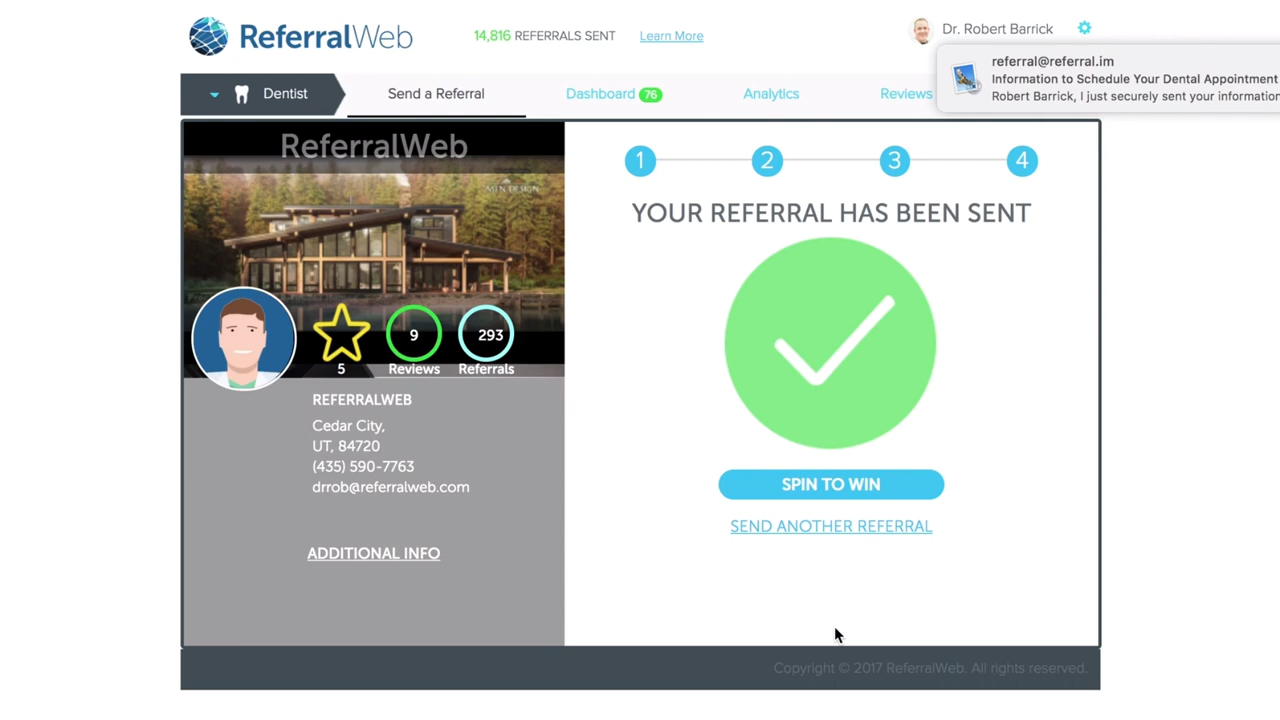 ReferralWeb
14,816 REFERRALS SENT
Learn More
Dr. Robert Barrick
referral@referral.im
Information to Schedule Your Dental Appointment
Robert Barrick, I just securely sent your information
Dentist
Send a Referral
Dashboard 76
Analytics
Reviews
ReferralWeb
MTN DESIGN
5
9
Reviews
293
Referrals
REFERRALWEB
Cedar City,
UT, 84720
(435) 590-7763
drrob@referralweb.com
ADDITIONAL INFO
1 2 3 4
YOUR REFERRAL HAS BEEN SENT
SPIN TO WIN
SEND ANOTHER REFERRAL
Copyright © 2017 ReferralWeb. All rights reserved.